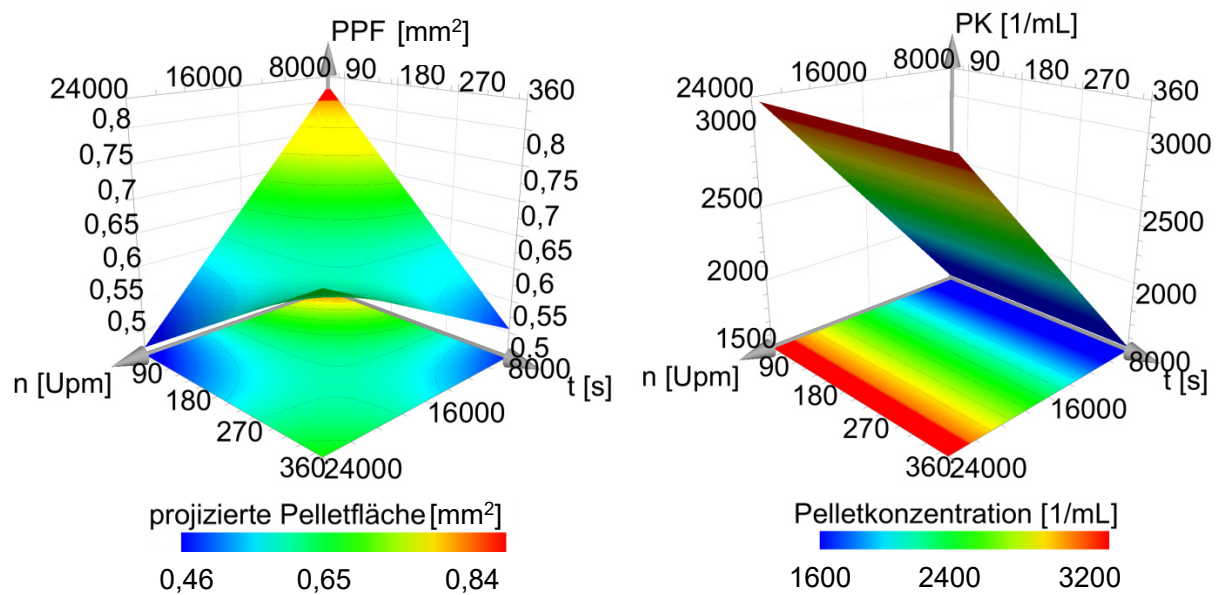 PPF [mm²]
24000 16000 8000 90 180 270 360
0,8 0,8
0,75 0,75
0,7 0,7
0,65 0,65
0,6 0,6
0,55 0,55
0,5 0,5
n [Upm] 90 180 270 360
24000 16000 8000 t [s]
projizierte Pelletfläche [mm²]
0,46 0,65 0,84
PK [1/mL]
24000 16000 8000 90 180 270 360
3000 3000
2500 2500
2000 2000
1500
n [Upm] 90 180 270 360
24000 16000 8000 t [s]
Pelletkonzentration [1/mL]
1600 2400 3200